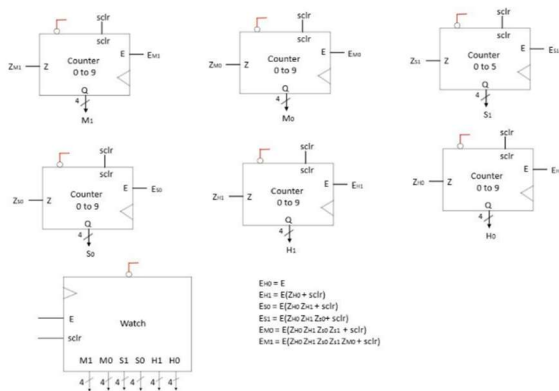 sclr
sclr
ZM1 Z Counter E EM1
0 to 9
Q
4
M1
sclr
sclr
ZM0 Z Counter E EM0
0 to 9
Q
4
M0
sclr
sclr
ZS1 Z Counter E ES1
0 to 5
Q
4
S1
sclr
sclr
ZS0 Z Counter E ES0
0 to 9
Q
4
S0
sclr
sclr
ZH1 Z Counter E EH1
0 to 9
Q
4
H1
sclr
sclr
ZH0 Z Counter E EH
0 to 9
Q
4
H0
E
Watch
sclr
M1 M0 S1 S0 H1 H0
4 4 4 4 4 4
EH0 = E
EH1 = E(ZH0 + sclr)
ES0 = E(ZH0 ZH1 + sclr)
ES1 = E(ZH0 ZH1 ZS0+ sclr)
EM0 = E(ZH0 ZH1 ZS0 ZS1 + sclr)
EM1 = E(ZH0 ZH1 ZS0 ZS1 ZM0 + sclr)